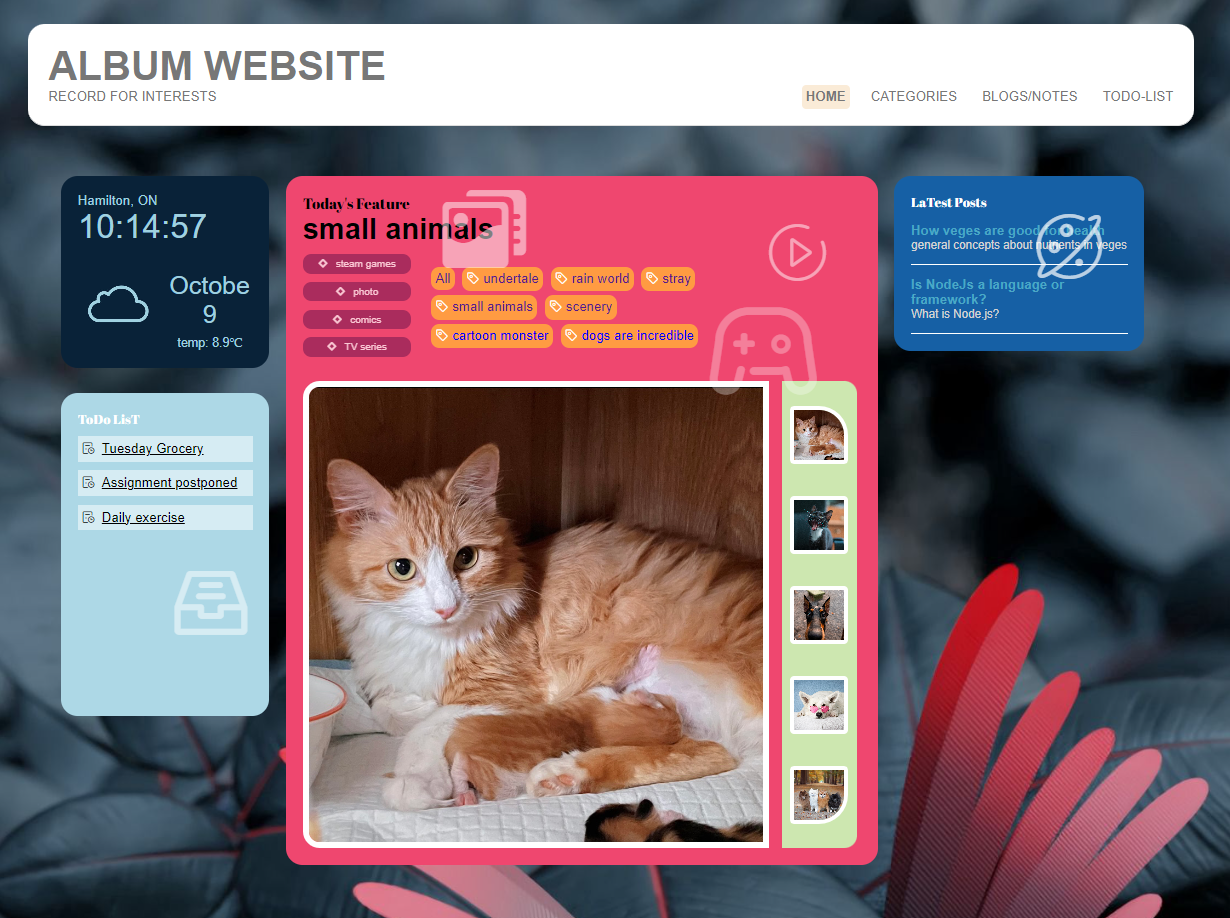 ALBUM WEBSITE
RECORD FOR INTERESTS
HOME CATEGORIES BLOGS/NOTES TODO-LIST
Hamilton, ON
10:14:57
Octobe
9
temp: 8.9℃
ToDo LisT
Tuesday Grocery
Assignment postponed
Daily exercise
Today's Feature
small animals
steam games
photo
comics
TV series
All undertale rain world stray
small animals scenery
cartoon monster dogs are incredible
LaTest Posts
How veges are good for health
general concepts about nutrients in veges
Is NodeJs a language or
framework?
What is Node.js?